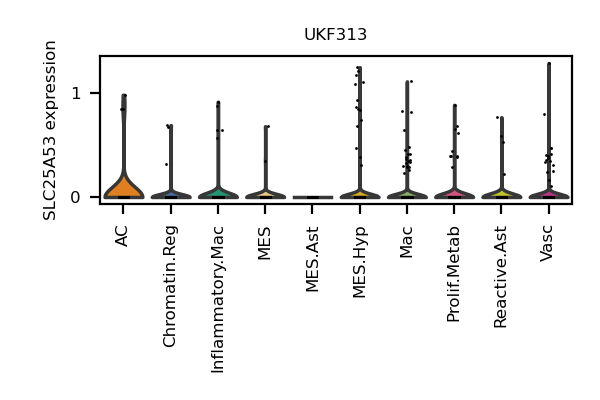 UKF313
SLC25A53 expression
1
0
AC
Chromatin.Reg
Inflammatory.Mac
MES
MES.Ast
MES.Hyp
Mac
Prolif.Metab
Reactive.Ast
Vasc